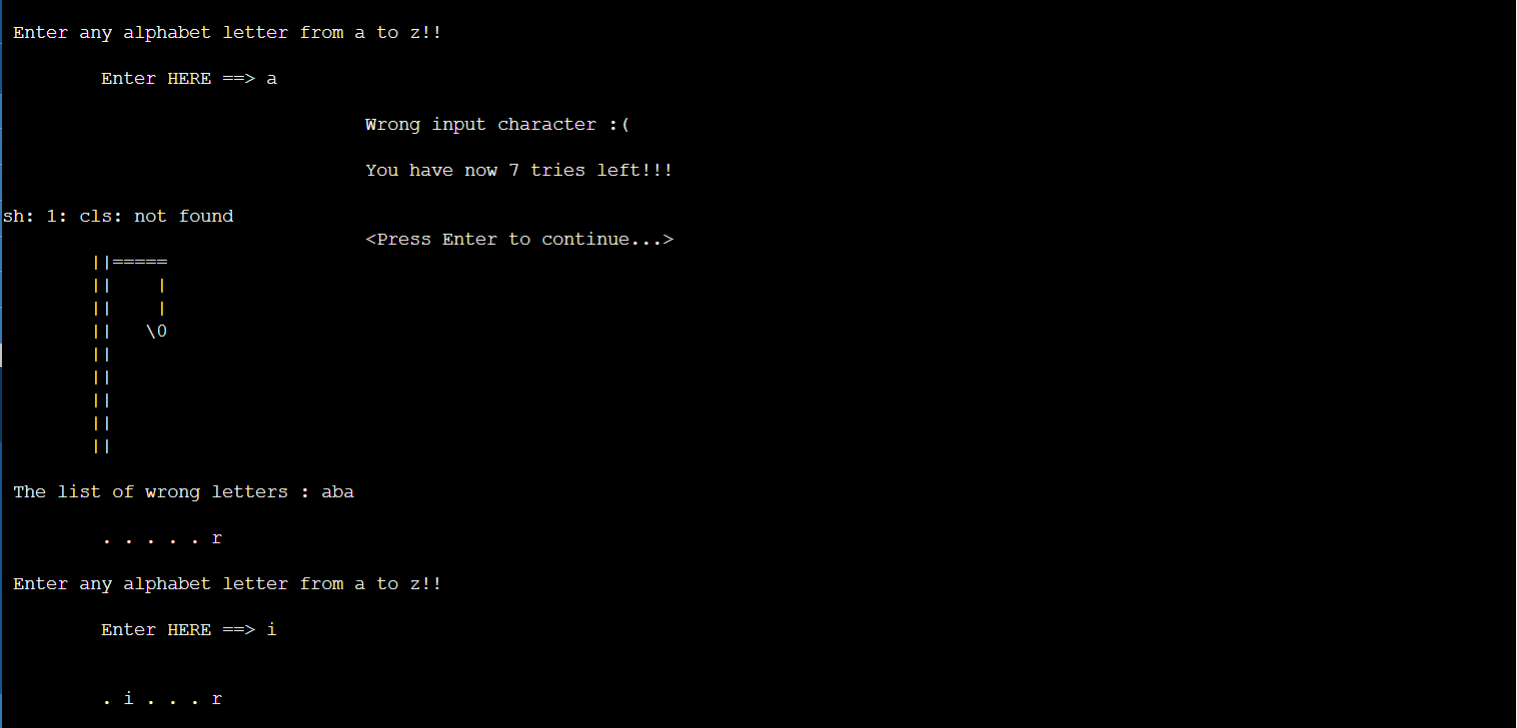 Enter any alphabet letter from a to z!!
Enter HERE ==> a
Wrong input character :(
You have now 7 tries left!!!
sh: 1: cls: not found
<Press Enter to continue...>
||=====
||    |
||    |
||   \0
||
||
||
||
||
The list of wrong letters : aba
. . . . . r
Enter any alphabet letter from a to z!!
Enter HERE ==> i
. i . . . r